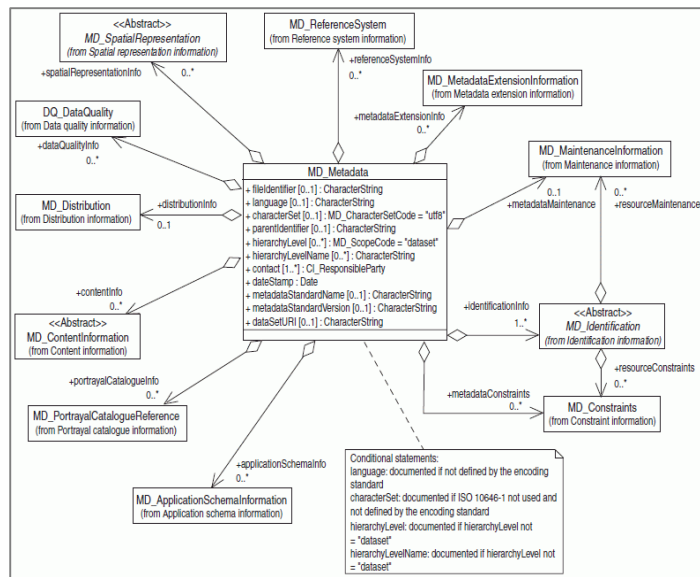 <<Abstract>>
MD_SpatialRepresentation
(from Spatial representation information)
+spatialRepresentationInfo
0..*
MD_ReferenceSystem
(from Reference system information)
+referenceSystemInfo
0..*
MD_MetadataExtensionInformation
(from Metadata extension information)
+metadataExtensionInfo
0..*
DQ_DataQuality
(from Data quality information)
+dataQualityInfo
0..*
MD_MaintenanceInformation
(from Maintenance information)
0..1
+metadataMaintenance
0..*
+resourceMaintenance
MD_Distribution
(from Distribution information)
+distributionInfo
0..1
MD_Metadata
+ fileIdentifier [0..1] : CharacterString
+ language [0..1] : CharacterString
+ characterSet [0..1] : MD_CharacterSetCode = "utf8"
+ parentIdentifier [0..1] : CharacterString
+ hierarchyLevel [0..*] : MD_ScopeCode = "dataset"
+ hierarchyLevelName [0..*] : CharacterString
+ contact [1..*] : CI_ResponsibleParty
+ dateStamp : Date
+ metadataStandardName [0..1] : CharacterString
+ metadataStandardVersion [0..1] : CharacterString
+ dataSetURI [0..1] : CharacterString
+contentInfo
0..*
<<Abstract>>
MD_ContentInformation
(from Content information)
+identificationInfo
1..*
<<Abstract>>
MD_Identification
(from Identification information)
+resourceConstraints
0..*
+portrayalCatalogueInfo
0..*
MD_PortrayalCatalogueReference
(from Portrayal catalogue information)
+metadataConstraints
0..*
MD_Constraints
(from Constraint information)
+applicationSchemaInfo
0..*
MD_ApplicationSchemaInformation
(from Application schema information)
Conditional statements:
language: documented if not defined by the encoding
standard
characterSet: documented if ISO 10646-1 not used and
not defined by the encoding standard
hierarchyLevel: documented if hierarchyLevel not
= "dataset"
hierarchyLevelName: documented if hierarchyLevel not
= "dataset"